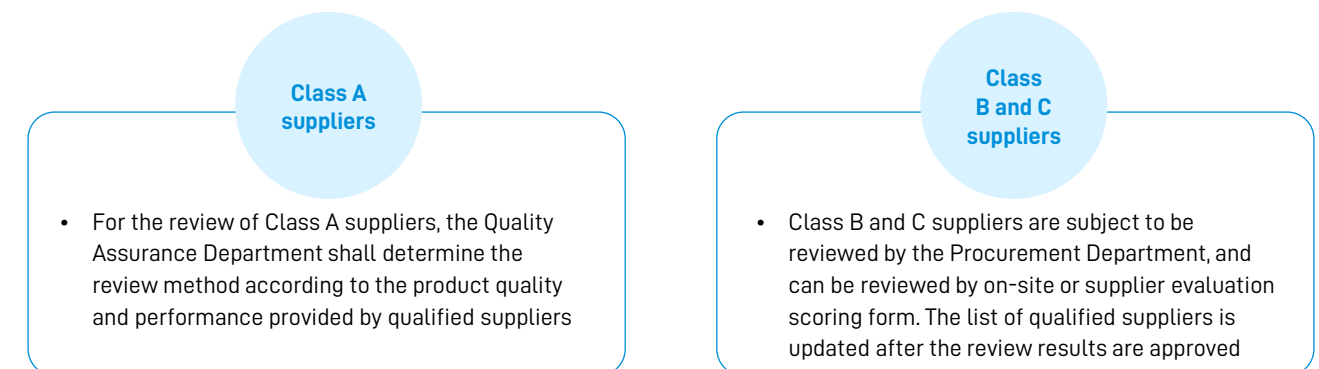 Class A
suppliers
• For the review of Class A suppliers, the Quality
Assurance Department shall determine the
review method according to the product quality
and performance provided by qualified suppliers
Class
B and C
suppliers
• Class B and C suppliers are subject to be
reviewed by the Procurement Department, and
can be reviewed by on-site or supplier evaluation
scoring form. The list of qualified suppliers is
updated after the review results are approved